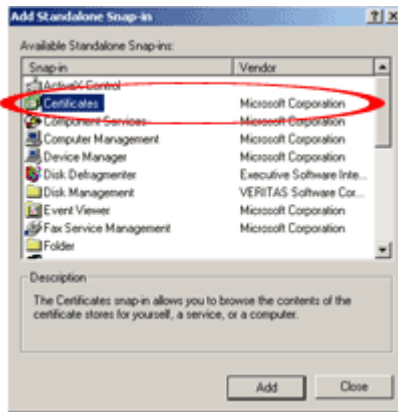 Add Standalone Snap-in
Available Standalone Snap-ins:
Snap-in Vendor
ActiveX Control
Certificates Microsoft Corporation
Component Services Microsoft Corporation
Computer Management Microsoft Corporation
Device Manager Microsoft Corporation
Disk Defragmenter Executive Software Inte...
Disk Management VERITAS Software Cor...
Event Viewer Microsoft Corporation
Fax Service Management Microsoft Corporation
Folder
Description
The Certificates snap-in allows you to browse the contents of the
certificate stores for yourself, a service, or a computer.
Add Close